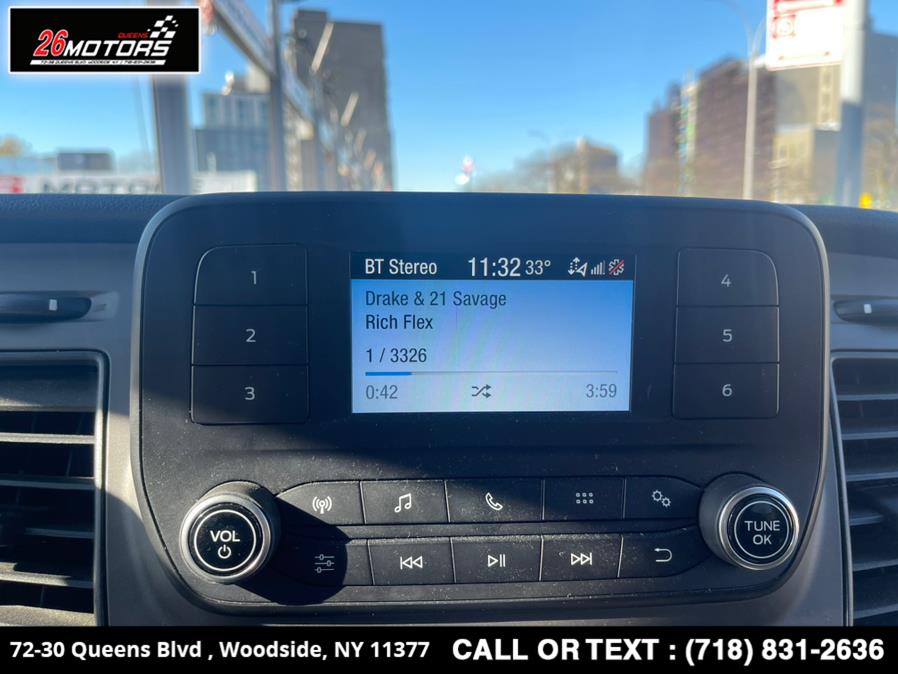 QUEENS
26MOTORS
BT Stereo 11:32 33°
Drake & 21 Savage
Rich Flex
1 / 3326
0:42 3:59
1
2
3
4
5
6
VOL
TUNE
OK
72-30 Queens Blvd , Woodside, NY 11377 CALL OR TEXT : (718) 831-2636